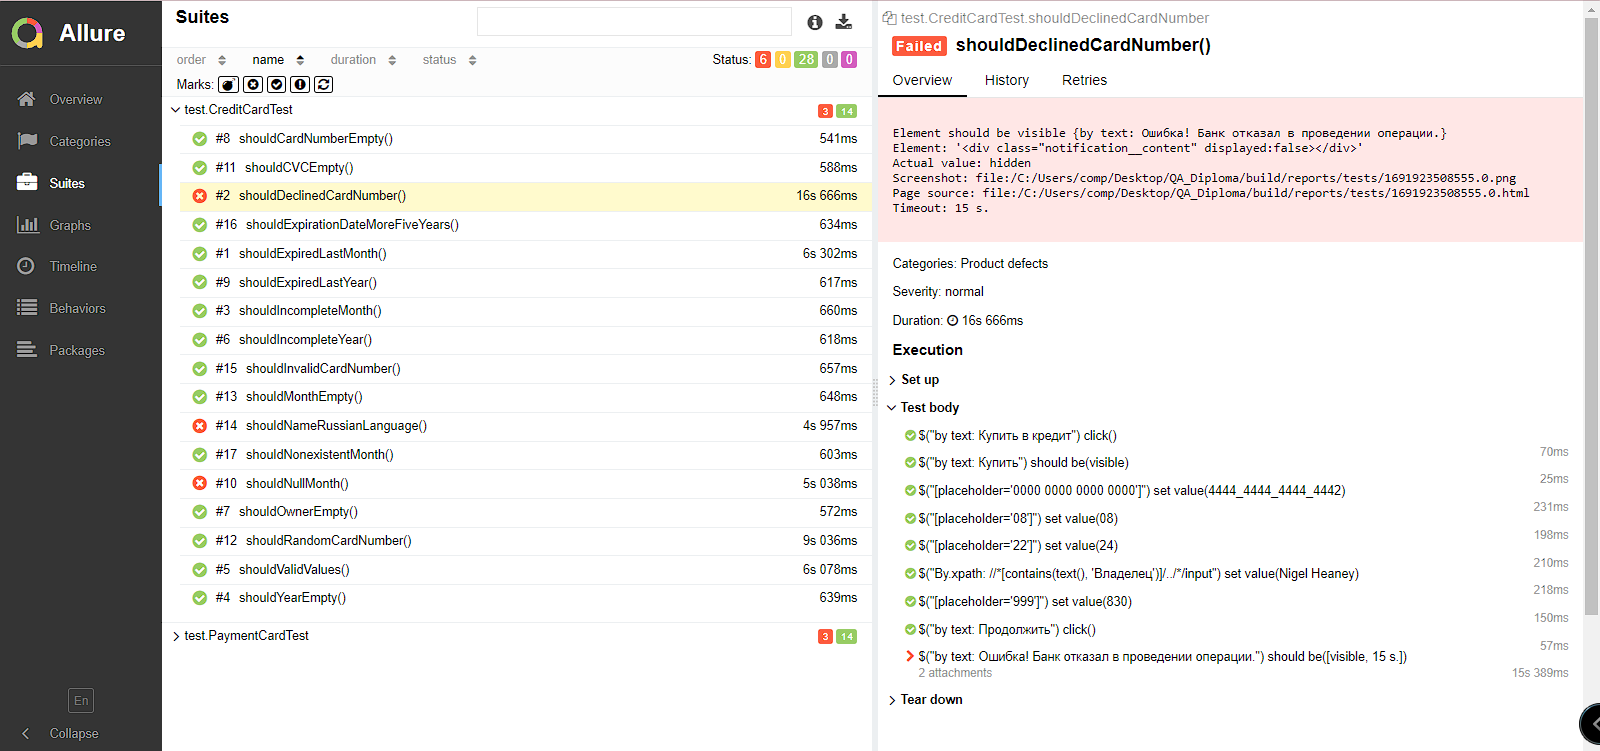 Allure
Overview
Categories
Suites
Graphs
Timeline
Behaviors
Packages
En
Collapse
Suites
order name duration status Status: 6 0 28 0 0
Marks:
test.CreditCardTest 3 14
#8 shouldCardNumberEmpty() 541ms
#11 shouldCVCEmpty() 588ms
#2 shouldDeclinedCardNumber() 16s 666ms
#16 shouldExpirationDateMoreFiveYears() 634ms
#1 shouldExpiredLastMonth() 6s 302ms
#9 shouldExpiredLastYear() 617ms
#3 shouldIncompleteMonth() 660ms
#6 shouldIncompleteYear() 618ms
#15 shouldInvalidCardNumber() 657ms
#13 shouldMonthEmpty() 648ms
#14 shouldNameRussianLanguage() 4s 957ms
#17 shouldNonexistentMonth() 603ms
#10 shouldNullMonth() 5s 038ms
#7 shouldOwnerEmpty() 572ms
#12 shouldRandomCardNumber() 9s 036ms
#5 shouldValidValues() 6s 078ms
#4 shouldYearEmpty() 639ms
test.PaymentCardTest 3 14
test.CreditCardTest.shouldDeclinedCardNumber
Failed shouldDeclinedCardNumber()
Overview History Retries
Element should be visible {by text: Ошибка! Банк отказал в проведении операции.}
Element: '<div class="notification__content" displayed:false></div>'
Actual value: hidden
Screenshot: file:/C:/Users/comp/Desktop/QA_Diploma/build/reports/tests/1691923508555.0.png
Page source: file:/C:/Users/comp/Desktop/QA_Diploma/build/reports/tests/1691923508555.0.html
Timeout: 15 s.
Categories: Product defects
Severity: normal
Duration: 16s 666ms
Execution
Set up
Test body
$("by text: Купить в кредит") click()
70ms
$("by text: Купить") should be(visible)
25ms
$("[placeholder='0000 0000 0000 0000']") set value(4444_4444_4444_4442)
231ms
$("[placeholder='08']") set value(08)
198ms
$("[placeholder='22']") set value(24)
210ms
$("By.xpath: //*[contains(text(), 'Владелец')]/../*/input") set value(Nigel Heaney)
218ms
$("[placeholder='999']") set value(830)
150ms
$("by text: Продолжить") click()
57ms
$("by text: Ошибка! Банк отказал в проведении операции.") should be([visible, 15 s.])
2 attachments 15s 389ms
Tear down